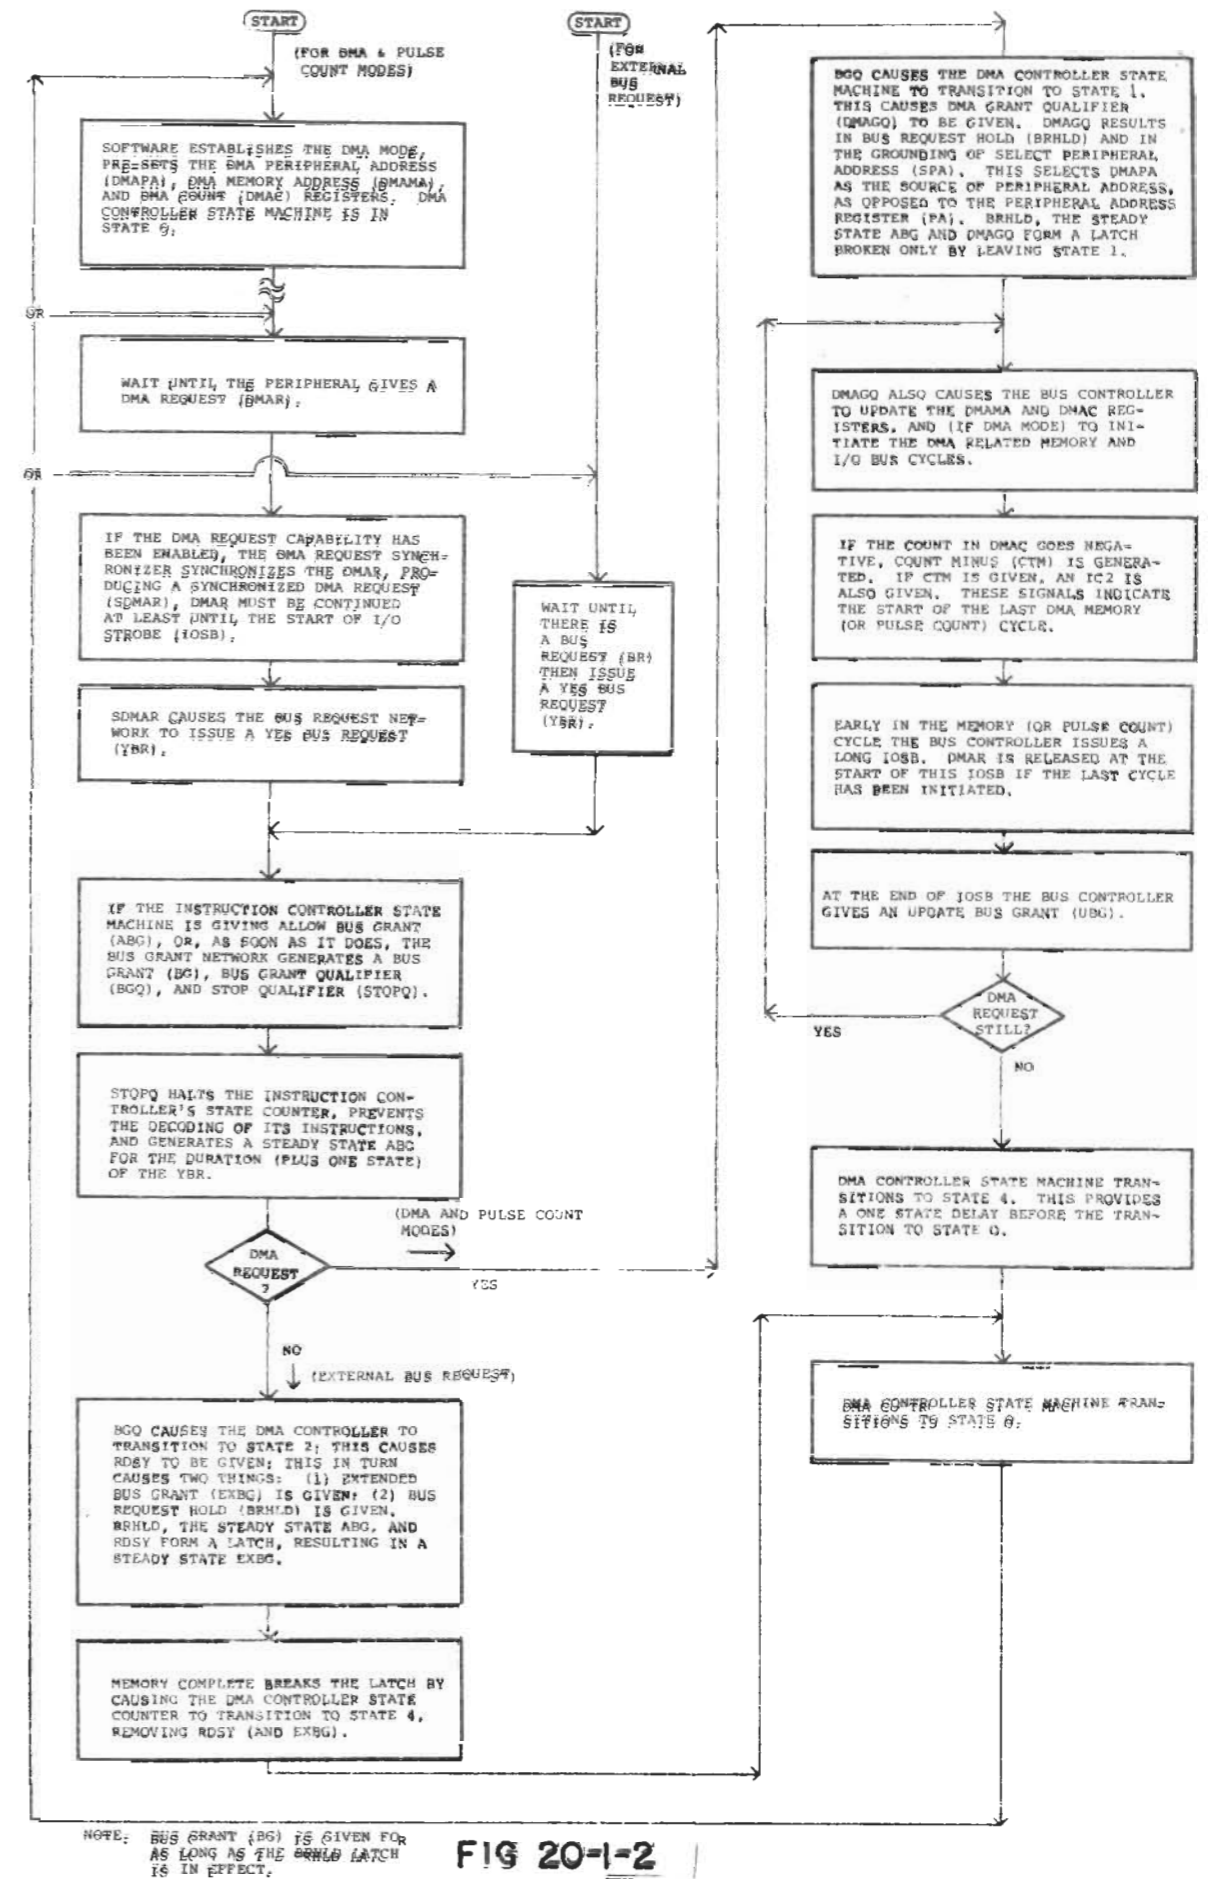 START
(FOR DMA & PULSE
COUNT MODES)
SOFTWARE ESTABLISHES THE DMA MODE,
PRE-SETS THE DMA PERIPHERAL ADDRESS
(DMAPA), DMA MEMORY ADDRESS (DMAMA),
AND DMA COUNT (DMAC) REGISTERS. DMA
CONTROLLER STATE MACHINE IS IN
STATE 0.
OR
WAIT UNTIL THE PERIPHERAL GIVES A
DMA REQUEST (DMAR).
OR
IF THE DMA REQUEST CAPABILITY HAS
BEEN ENABLED, THE DMA REQUEST SYNCH-
RONIZER SYNCHRONIZES THE DMAR, PRO-
DUCING A SYNCHRONIZED DMA REQUEST
(SDMAR), DMAR MUST BE CONTINUED
AT LEAST UNTIL THE START OF I/O
STROBE (IOSB).
SDMAR CAUSES THE BUS REQUEST NET-
WORK TO ISSUE A YES BUS REQUEST
(YBR).
START
(FOR
EXTERNAL
BUS
REQUEST)
WAIT UNTIL
THERE IS
A BUS
REQUEST (BR)
THEN ISSUE
A YES BUS
REQUEST
(YBR).
IF THE INSTRUCTION CONTROLLER STATE
MACHINE IS GIVING ALLOW BUS GRANT
(ABG), OR, AS SOON AS IT DOES, THE
BUS GRANT NETWORK GENERATES A BUS
GRANT (BG), BUS GRANT QUALIFIER
(BGQ), AND STOP QUALIFIER (STOPQ).
STOPQ HALTS THE INSTRUCTION CON-
TROLLER'S STATE COUNTER, PREVENTS
THE DECODING OF ITS INSTRUCTIONS,
AND GENERATES A STEADY STATE ABG
FOR THE DURATION (PLUS ONE STATE)
OF THE YBR.
(DMA AND PULSE COUNT
MODES)
DMA
REQUEST
?
YES
NO
(EXTERNAL BUS REQUEST)
BGQ CAUSES THE DMA CONTROLLER TO
TRANSITION TO STATE 2; THIS CAUSES
RDSY TO BE GIVEN; THIS IN TURN
CAUSES TWO THINGS: (1) EXTENDED
BUS GRANT (EXBG) IS GIVEN; (2) BUS
REQUEST HOLD (BRHLD) IS GIVEN.
BRHLD, THE STEADY STATE ABG, AND
RDSY FORM A LATCH, RESULTING IN A
STEADY STATE EXBG.
MEMORY COMPLETE BREAKS THE LATCH BY
CAUSING THE DMA CONTROLLER STATE
COUNTER TO TRANSITION TO STATE 4,
REMOVING RDSY (AND EXBG).
BGQ CAUSES THE DMA CONTROLLER STATE
MACHINE TO TRANSITION TO STATE 1.
THIS CAUSES DMA GRANT QUALIFIER
(DMAGQ) TO BE GIVEN. DMAGQ RESULTS
IN BUS REQUEST HOLD (BRHLD) AND IN
THE GROUNDING OF SELECT PERIPHERAL
ADDRESS (SPA). THIS SELECTS DMAPA
AS THE SOURCE OF PERIPHERAL ADDRESS,
AS OPPOSED TO THE PERIPHERAL ADDRESS
REGISTER (PA). BRHLD, THE STEADY
STATE ABG AND DMAGQ FORM A LATCH
BROKEN ONLY BY LEAVING STATE 1.
DMAGQ ALSO CAUSES THE BUS CONTROLLER
TO UPDATE THE DMAMA AND DMAC REG-
ISTERS, AND (IF DMA MODE) TO INI-
TIATE THE DMA RELATED MEMORY AND
I/O BUS CYCLES.
IF THE COUNT IN DMAC GOES NEGA-
TIVE, COUNT MINUS (CTM) IS GENERA-
TED. IF CTM IS GIVEN, AN IC2 IS
ALSO GIVEN. THESE SIGNALS INDICATE
THE START OF THE LAST DMA MEMORY
(OR PULSE COUNT) CYCLE.
EARLY IN THE MEMORY (OR PULSE COUNT)
CYCLE THE BUS CONTROLLER ISSUES A
LONG IOSB. DMAR IS RELEASED AT THE
START OF THIS IOSB IF THE LAST CYCLE
HAS BEEN INITIATED.
AT THE END OF IOSB THE BUS CONTROLLER
GIVES AN UPDATE BUS GRANT (UBG).
DMA
REQUEST
STILL?
YES
NO
DMA CONTROLLER STATE MACHINE TRAN-
SITIONS TO STATE 4. THIS PROVIDES
A ONE STATE DELAY BEFORE THE TRAN-
SITION TO STATE 0.
DMA CONTROLLER STATE MACHINE TRAN-
SITIONS TO STATE 0.
NOTE: BUS GRANT (BG) IS GIVEN FOR
AS LONG AS THE BRHLD LATCH
IS IN EFFECT.
FIG 20-1-2